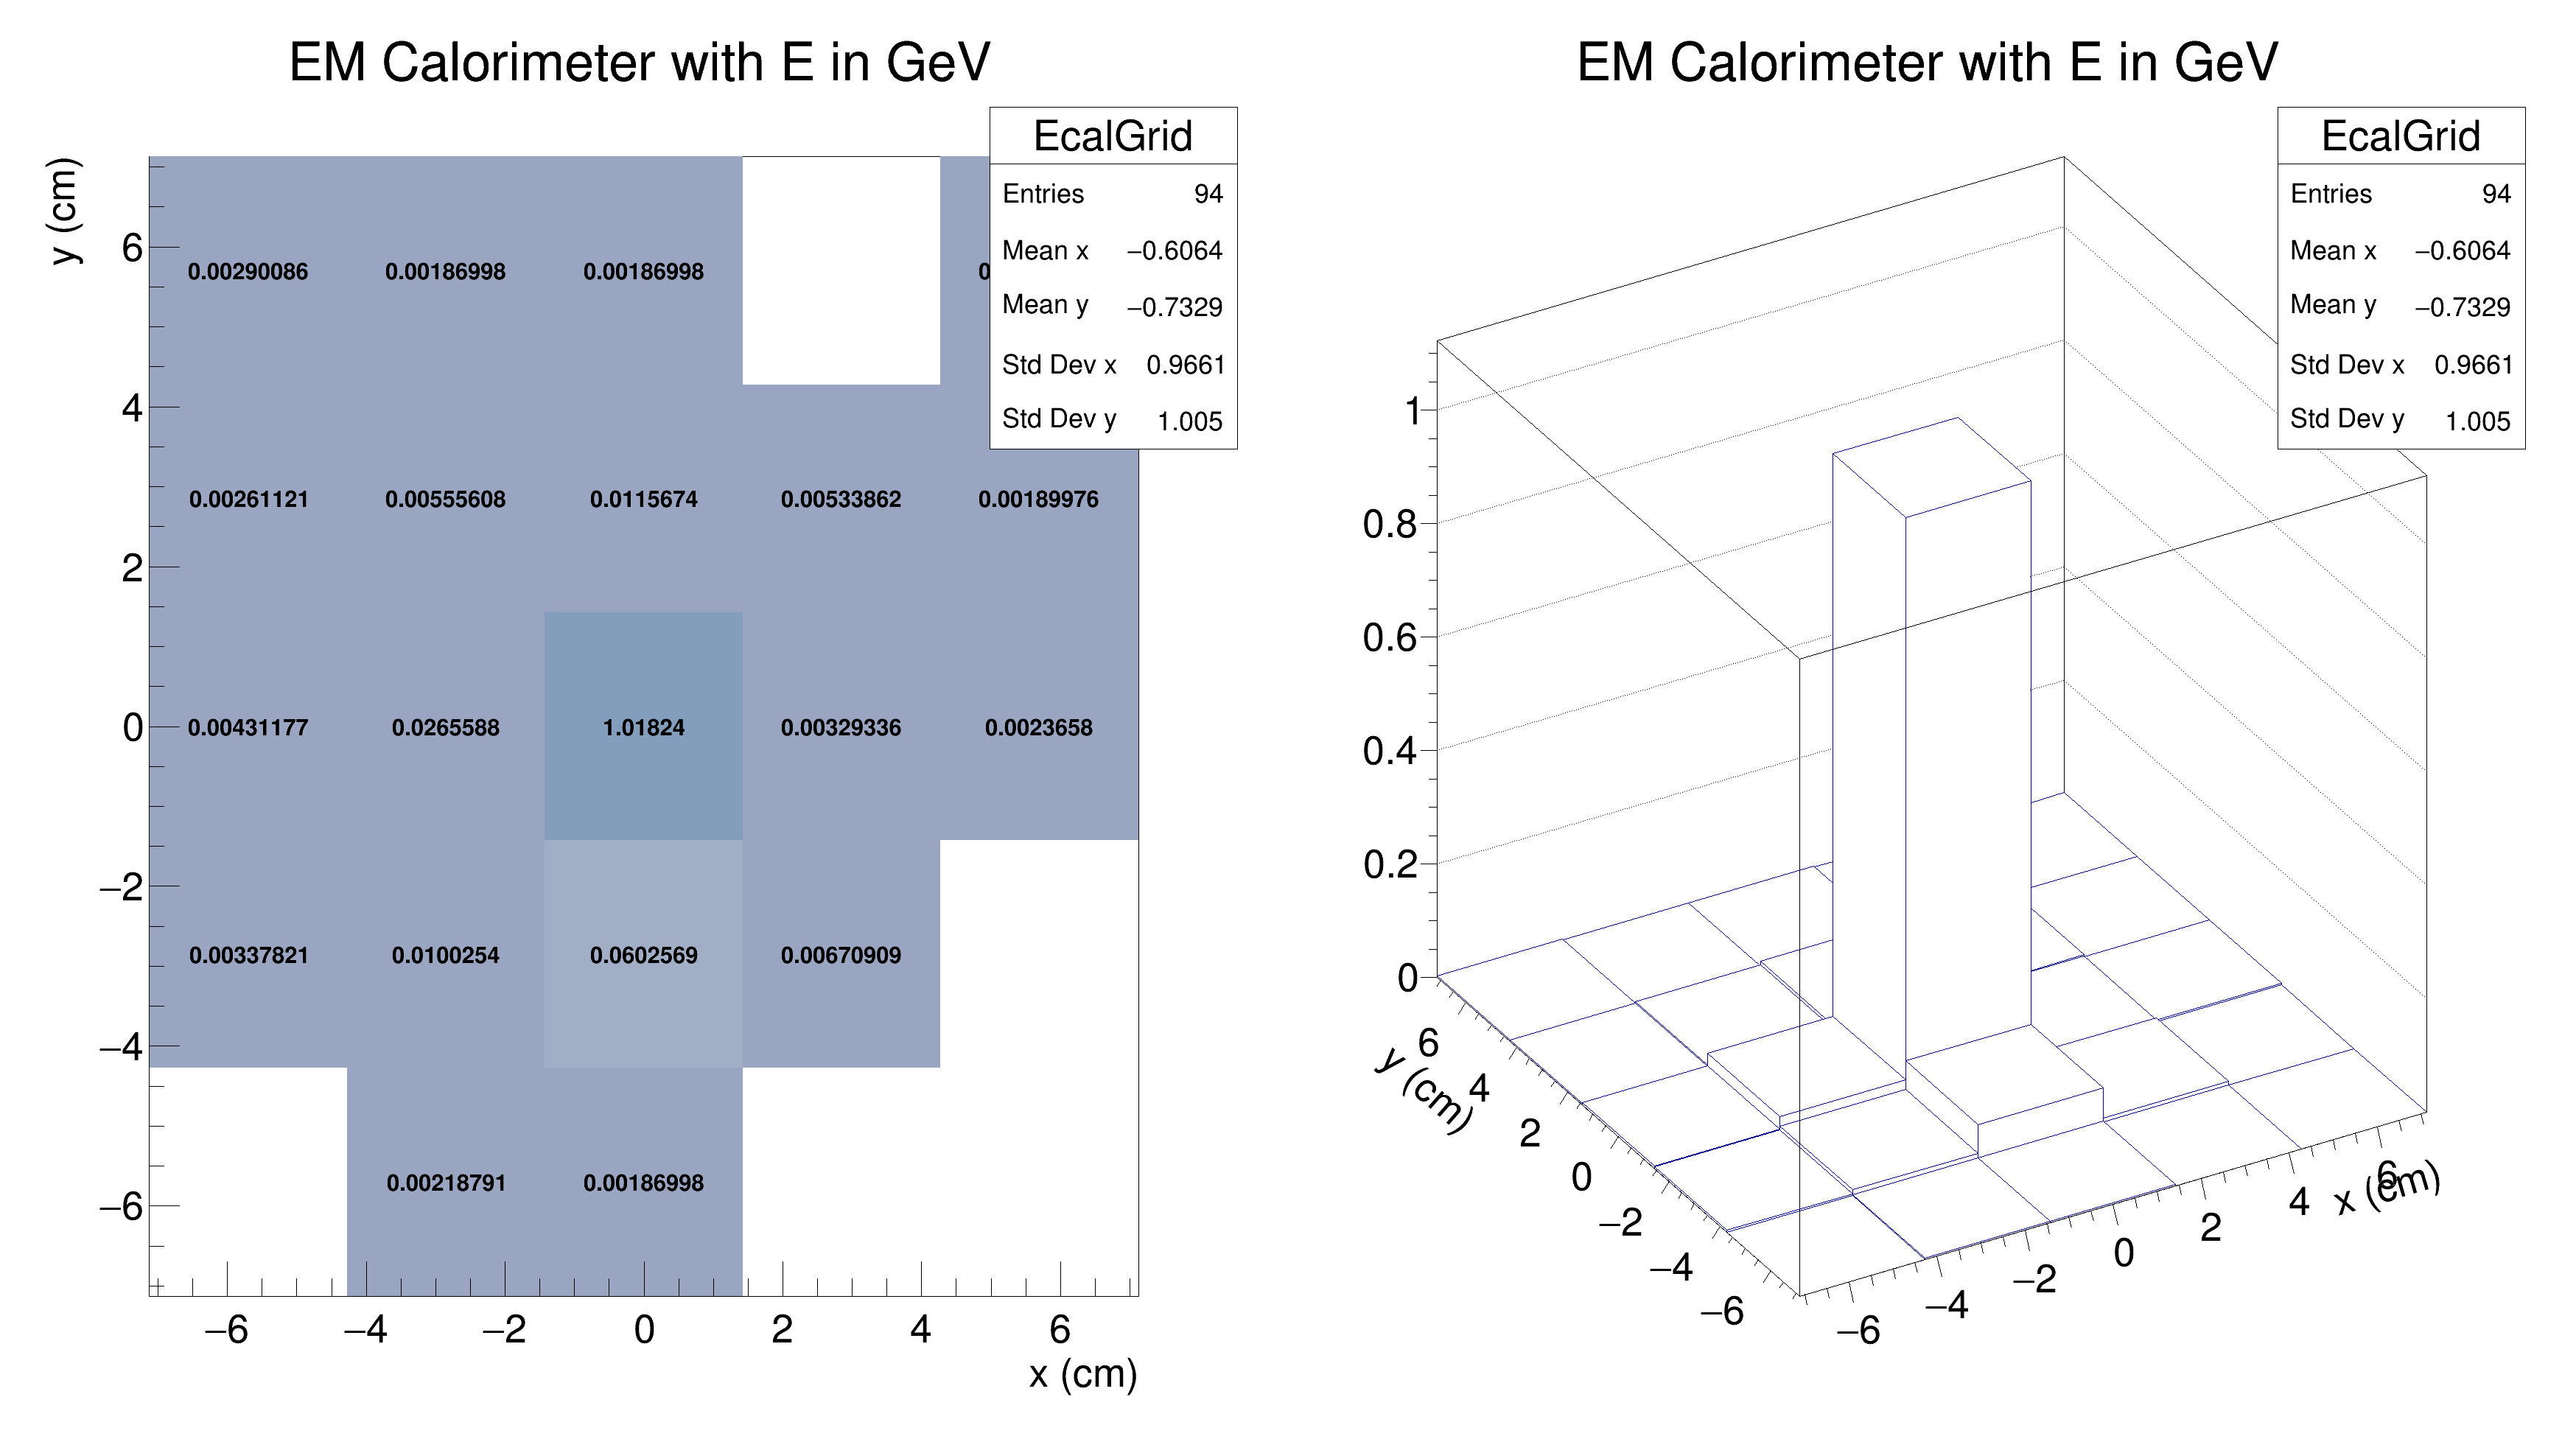 EM Calorimeter with E in GeV
EcalGrid
Entries 94
Mean x −0.6064
Mean y −0.7329
Std Dev x 0.9661
Std Dev y 1.005
y (cm)
6
4
2
0
−2
−4
−6
0.00290086 0.00186998 0.00186998
0.00261121 0.00555608 0.0115674 0.00533862 0.00189976
0.00431177 0.0265588 1.01824 0.00329336 0.0023658
0.00337821 0.0100254 0.0602569 0.00670909
0.00218791 0.00186998
−6 −4 −2 0 2 4 6
x (cm)
EM Calorimeter with E in GeV
EcalGrid
Entries 94
Mean x −0.6064
Mean y −0.7329
Std Dev x 0.9661
Std Dev y 1.005
1
0.8
0.6
0.4
0.2
0
y (cm)
6
4
2
0
−2
−4
−6
−6 −4 −2 0 2 4 6
x (cm)